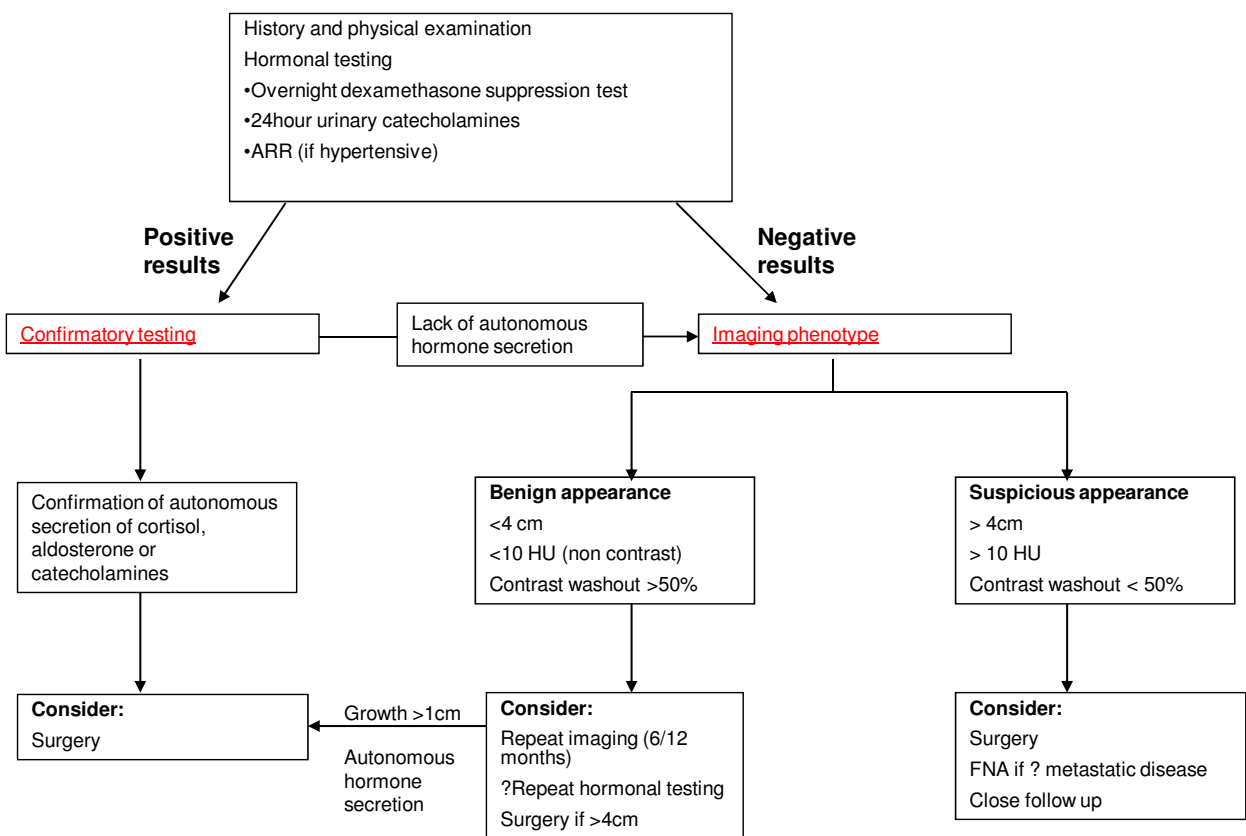 History and physical examination
Hormonal testing
•Overnight dexamethasone suppression test
•24hour urinary catecholamines
•ARR (if hypertensive)
Positive
results
Negative
results
Confirmatory testing
Lack of autonomous
hormone secretion
Imaging phenotype
Confirmation of autonomous
secretion of cortisol,
aldosterone or
catecholamines
Benign appearance
<4 cm
<10 HU (non contrast)
Contrast washout >50%
Suspicious appearance
> 4cm
> 10 HU
Contrast washout < 50%
Consider:
Surgery
Growth >1cm
Autonomous
hormone
secretion
Consider:
Repeat imaging (6/12
months)
?Repeat hormonal testing
Surgery if >4cm
Consider:
Surgery
FNA if ? metastatic disease
Close follow up